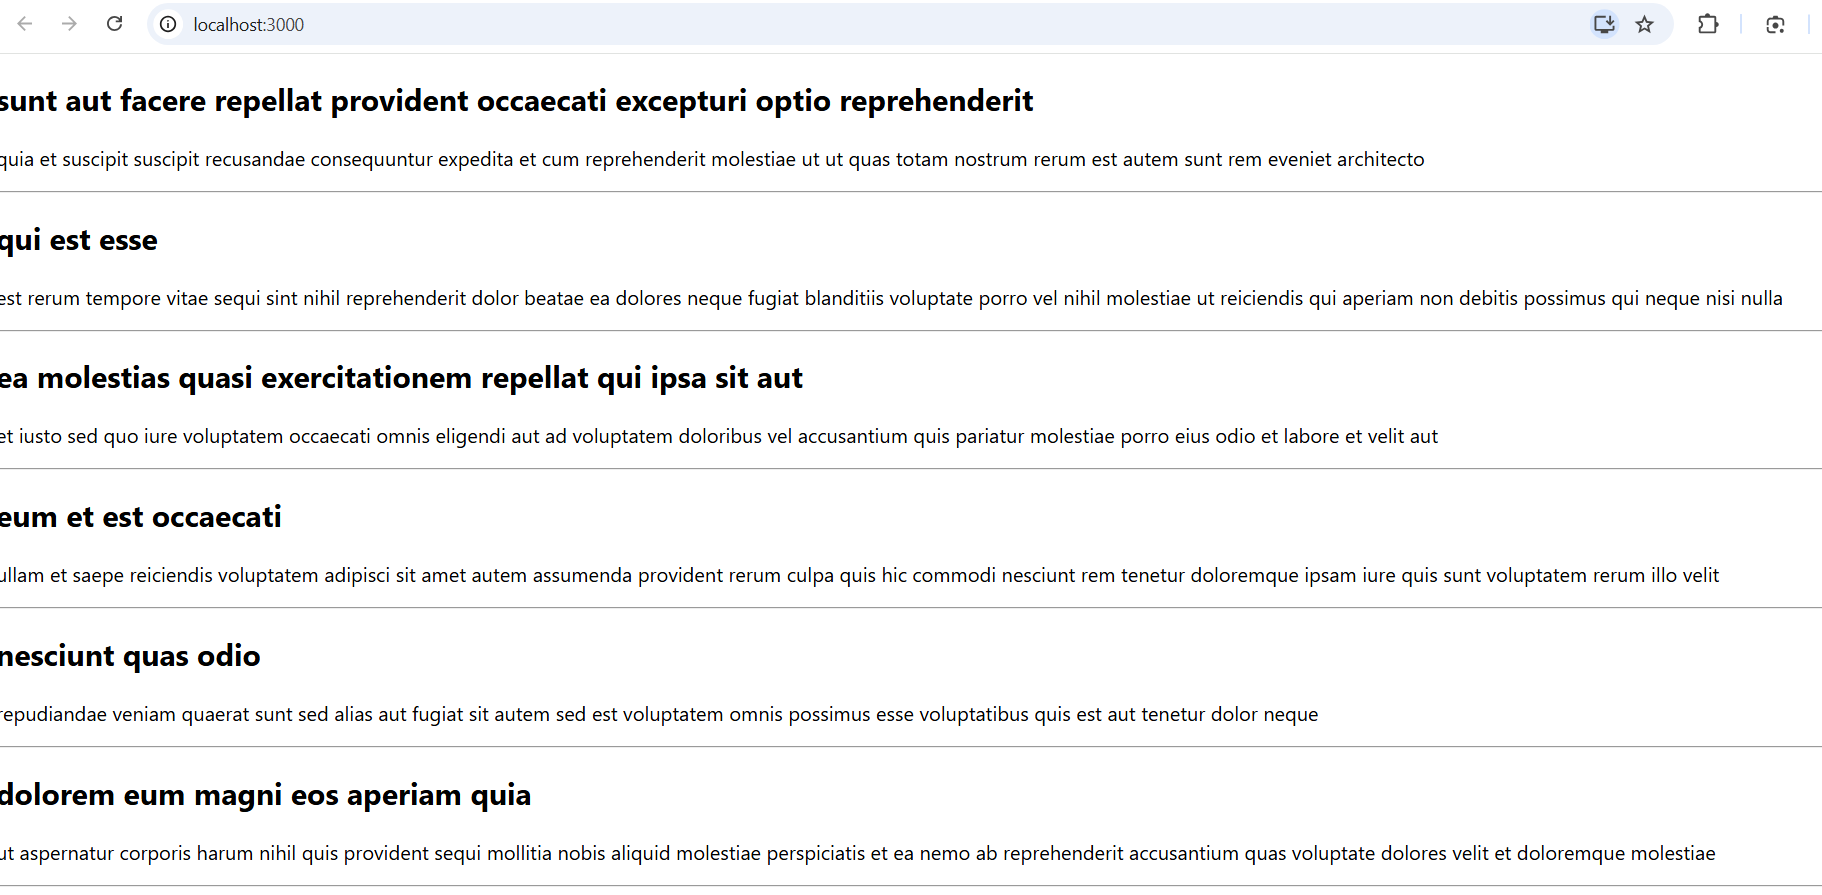 localhost:3000
sunt aut facere repellat provident occaecati excepturi optio reprehenderit
quia et suscipit suscipit recusandae consequuntur expedita et cum reprehenderit molestiae ut ut quas totam nostrum rerum est autem sunt rem eveniet architecto
qui est esse
est rerum tempore vitae sequi sint nihil reprehenderit dolor beatae ea dolores neque fugiat blanditiis voluptate porro vel nihil molestiae ut reiciendis qui aperiam non debitis possimus qui neque nisi nulla
ea molestias quasi exercitationem repellat qui ipsa sit aut
et iusto sed quo iure voluptatem occaecati omnis eligendi aut ad voluptatem doloribus vel accusantium quis pariatur molestiae porro eius odio et labore et velit aut
eum et est occaecati
ullam et saepe reiciendis voluptatem adipisci sit amet autem assumenda provident rerum culpa quis hic commodi nesciunt rem tenetur doloremque ipsam iure quis sunt voluptatem rerum illo velit
nesciunt quas odio
repudiandae veniam quaerat sunt sed alias aut fugiat sit autem sed est voluptatem omnis possimus esse voluptatibus quis est aut tenetur dolor neque
dolorem eum magni eos aperiam quia
ut aspernatur corporis harum nihil quis provident sequi mollitia nobis aliquid molestiae perspiciatis et ea nemo ab reprehenderit accusantium quas voluptate dolores velit et doloremque molestiae